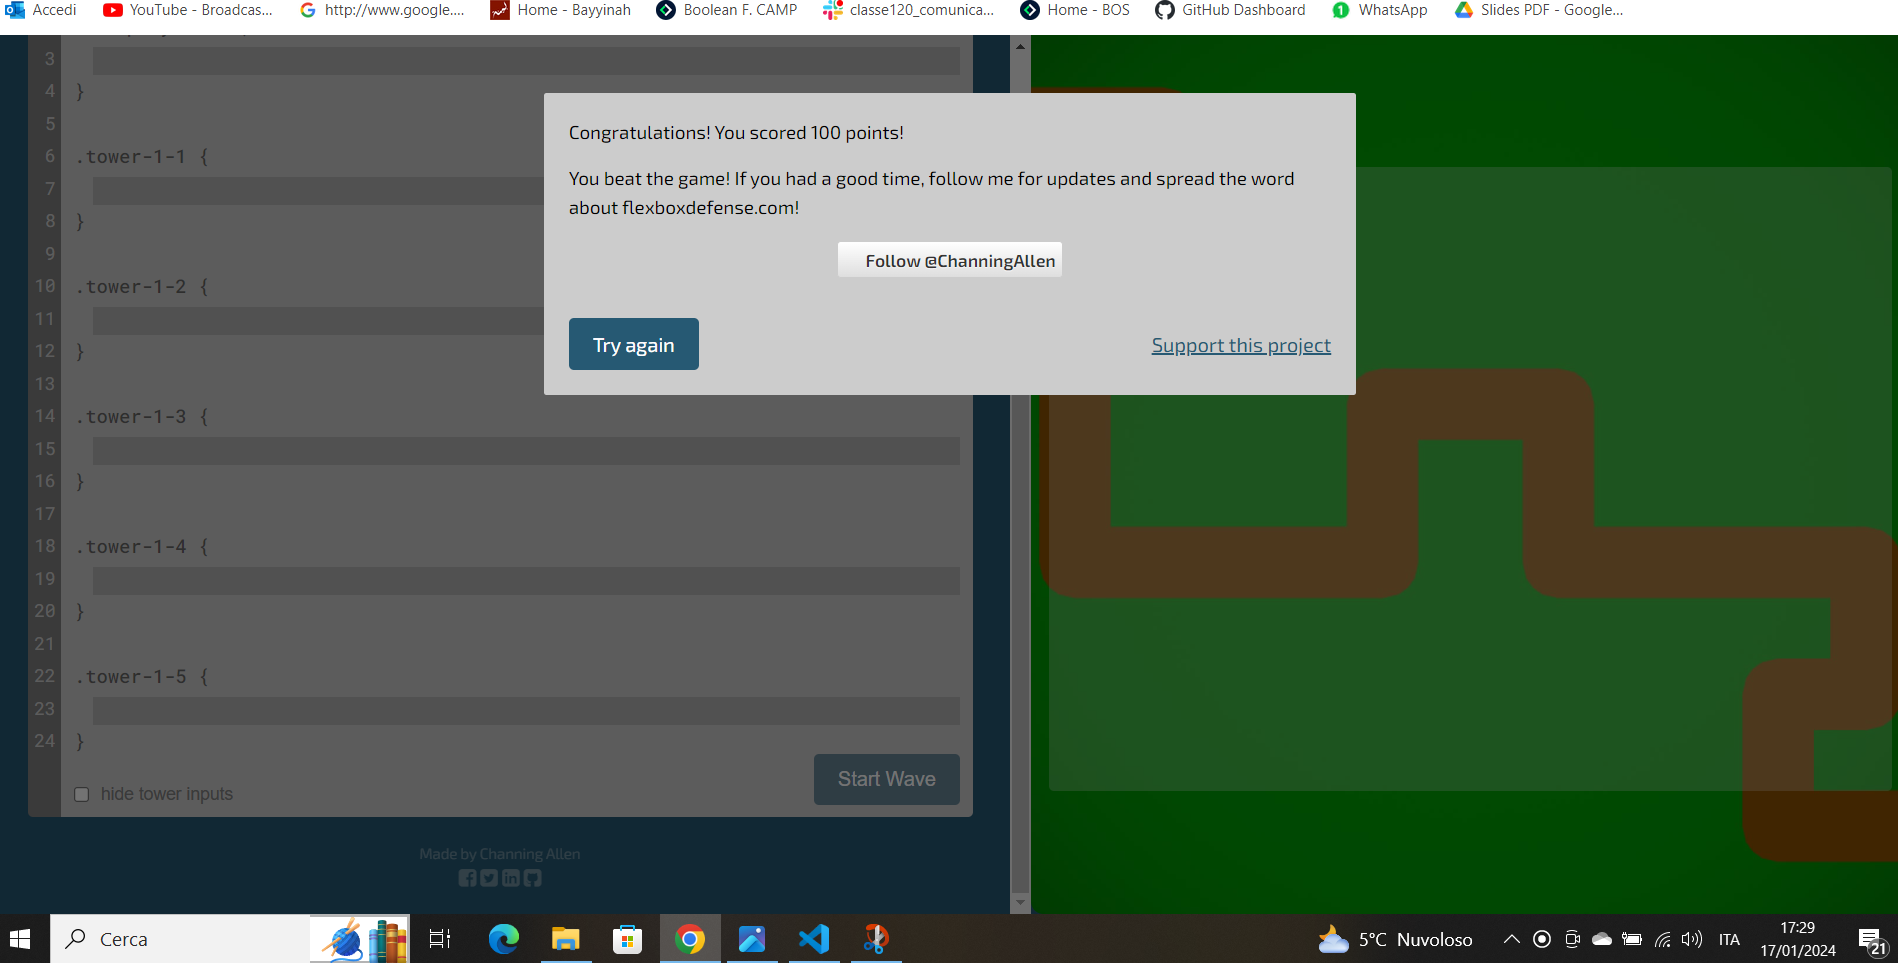 Accedi YouTube - Broadcas... http://www.google.... Home - Bayyinah Boolean F. CAMP classe120_comunica... Home - BOS GitHub Dashboard 1 WhatsApp Slides PDF - Google...
3
4 }
5
6 .tower-1-1 {
7
8 }
9
10 .tower-1-2 {
11
12 }
13
14 .tower-1-3 {
15
16 }
17
18 .tower-1-4 {
19
20 }
21
22 .tower-1-5 {
23
24 }
hide tower inputs
Start Wave
Made by Channing Allen
Congratulations! You scored 100 points!
You beat the game! If you had a good time, follow me for updates and spread the word
about flexboxdefense.com!
Follow @ChanningAllen
Try again
Support this project
Cerca
5°C Nuvoloso
ITA
17:29
17/01/2024
21